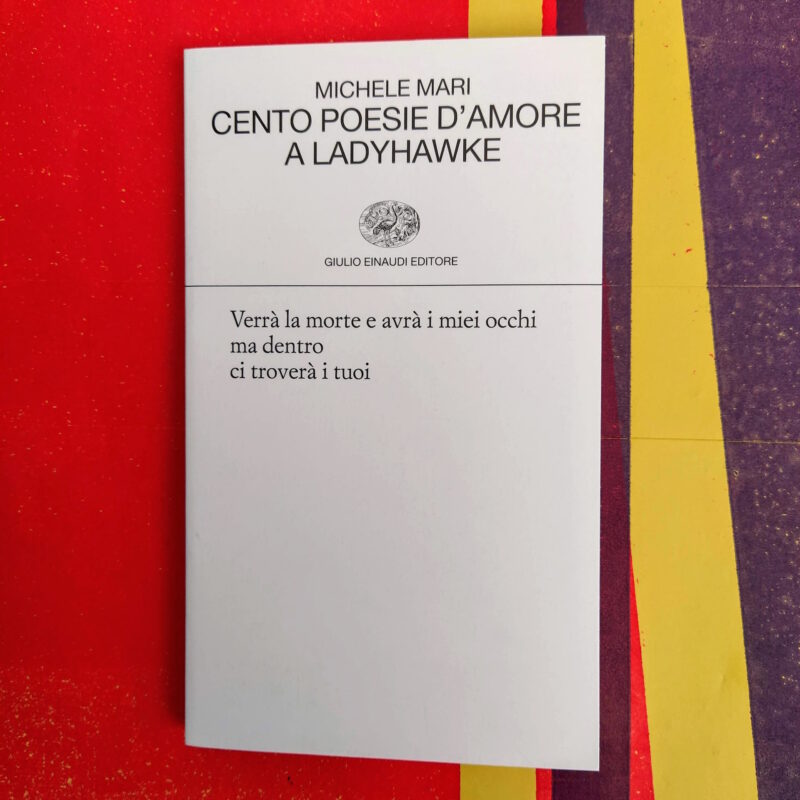 MICHELE MARI
CENTO POESIE D'AMORE
A LADYHAWKE
GIULIO EINAUDI EDITORE
Verrà la morte e avrà i miei occhi
ma dentro
ci troverà i tuoi